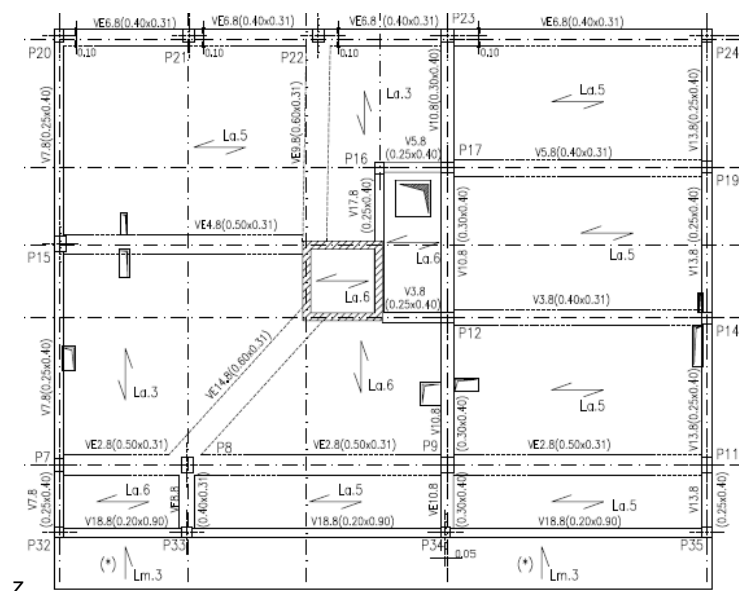 VE6.8(0.40x0.31) VE6.8(0.40x0.31) VE6.8 (0.40x0.31) P23 VE6.8(0.40x0.31)
P20 0.10 P21 0.10 P22 0.10 0.10 P24
V7.8(0.25x0.40)
VE9.8(0.60x0.31)
V10.8(0.30x0.40)
V13.8(0.25x0.40)
La.3
La.5
La.5
P16 V5.8 (0.25x0.40) P17 V5.8(0.40x0.31) P19
V17.8 (0.25x0.40)
V10.8 (0.30x0.40)
V13.8 (0.25x0.40)
VE4.8(0.50x0.31)
P15
La.5
La.6
La.6
V3.8 (0.25x0.40) V3.8(0.40x0.31)
P12 P14
V7.8(0.25x0.40)
VE14.8(0.60x0.31)
La.3
La.6
La.5
V10.8 (0.30x0.40)
V13.8(0.25x0.40)
P7 VE2.8(0.50x0.31) P8 VE2.8(0.50x0.31) P9 VE2.8(0.50x0.31) P11
V7.8 (0.25x0.40)
La.6
VE8.8 (0.40x0.31)
La.5
VE10.8 (0.30x0.40)
La.5
V13.8 (0.25x0.40)
V18.8(0.20x0.90) V18.8(0.20x0.90) V18.8(0.20x0.90)
P32 P33 P34 P35
0.05
(*) Lm.3 (*) Lm.3
7